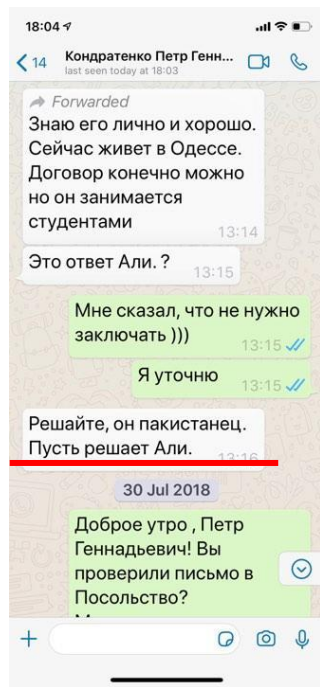 18:04
14 Кондратенко Петр Генн...
last seen today at 18:03
Forwarded
Знаю его лично и хорошо.
Сейчас живет в Одессе.
Договор конечно можно
но он занимается
студентами
13:14
Это ответ Али. ?
13:15
Мне сказал, что не нужно
заключать )))
13:15
Я уточню
13:15
Решайте, он пакистанец.
Пусть решает Али.
13:16
30 Jul 2018
Доброе утро , Петр
Геннадьевич! Вы
проверили письмо в
Посольство?